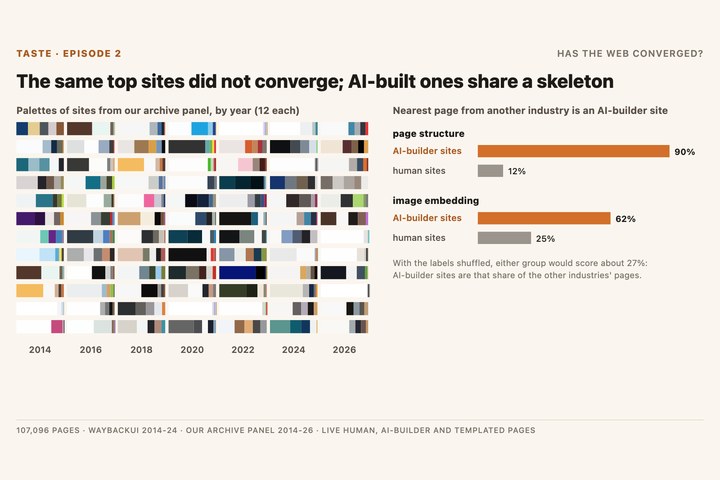 TASTE · EPISODE 2
HAS THE WEB CONVERGED?
The same top sites did not converge; AI-built ones share a skeleton
Palettes of sites from our archive panel, by year (12 each)
2014 2016 2018 2020 2022 2024 2026
Nearest page from another industry is an AI-builder site
page structure
AI-builder sites 90%
human sites 12%
image embedding
AI-builder sites 62%
human sites 25%
With the labels shuffled, either group would score about 27%:
AI-builder sites are that share of the other industries' pages.
107,096 PAGES · WAYBACKUI 2014-24 · OUR ARCHIVE PANEL 2014-26 · LIVE HUMAN, AI-BUILDER AND TEMPLATED PAGES